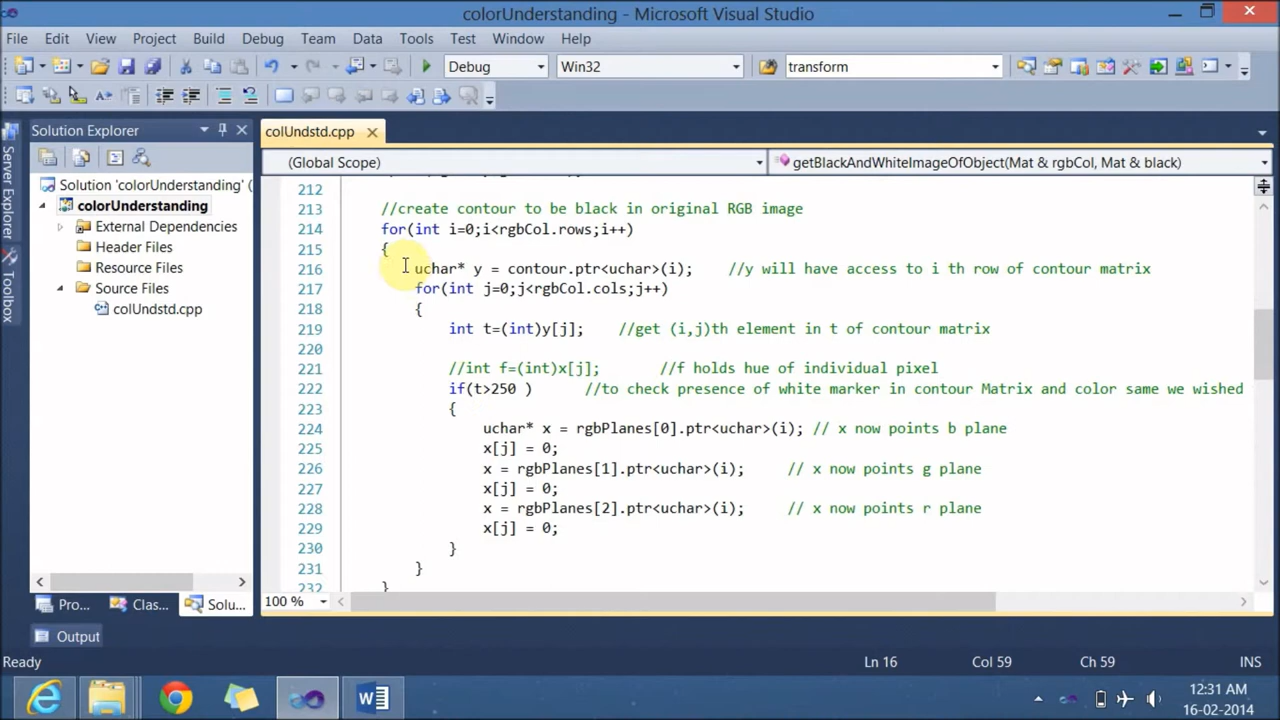 colorUnderstanding - Microsoft Visual Studio
File Edit View Project Build Debug Team Data Tools Test Window Help
Debug Win32 transform
Solution Explorer
colUndstd.cpp
(Global Scope) getBlackAndWhiteImageOfObject(Mat & rgbCol, Mat & black)
Server Explorer
Toolbox
Solution 'colorUnderstanding' (
colorUnderstanding
External Dependencies
Header Files
Resource Files
Source Files
colUndstd.cpp
212
213 //create contour to be black in original RGB image
214 for(int i=0;i<rgbCol.rows;i++)
215 {
216 uchar* y = contour.ptr<uchar>(i); //y will have access to i th row of contour matrix
217 for(int j=0;j<rgbCol.cols;j++)
218 {
219 int t=(int)y[j]; //get (i,j)th element in t of contour matrix
220
221 //int f=(int)x[j]; //f holds hue of individual pixel
222 if(t>250 ) //to check presence of white marker in contour Matrix and color same we wished
223 {
224 uchar* x = rgbPlanes[0].ptr<uchar>(i); // x now points b plane
225 x[j] = 0;
226 x = rgbPlanes[1].ptr<uchar>(i); // x now points g plane
227 x[j] = 0;
228 x = rgbPlanes[2].ptr<uchar>(i); // x now points r plane
229 x[j] = 0;
230 }
231 }
232 }
100 %
Pro... Clas... Solu...
Output
Ready Ln 16 Col 59 Ch 59 INS
12:31 AM
16-02-2014